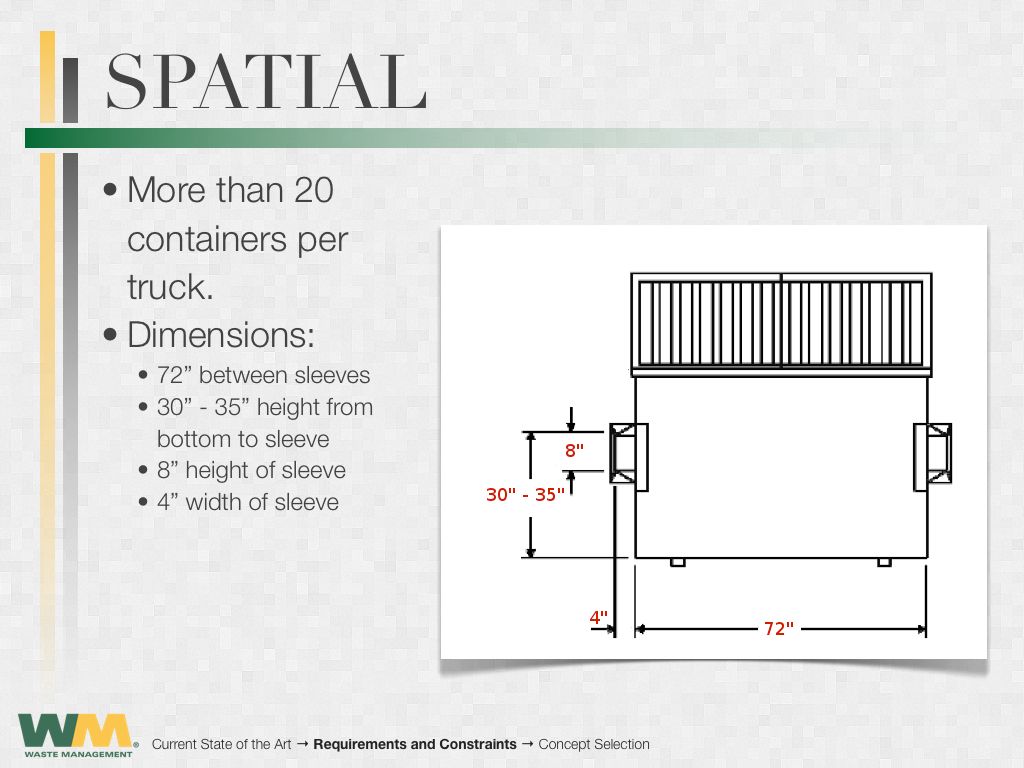 SPATIAL
• More than 20
containers per
truck.
• Dimensions:
• 72” between sleeves
• 30” - 35” height from
bottom to sleeve
• 8” height of sleeve
• 4” width of sleeve
8"
30" - 35"
4"
72"
WM®
WASTE MANAGEMENT
Current State of the Art → Requirements and Constraints → Concept Selection